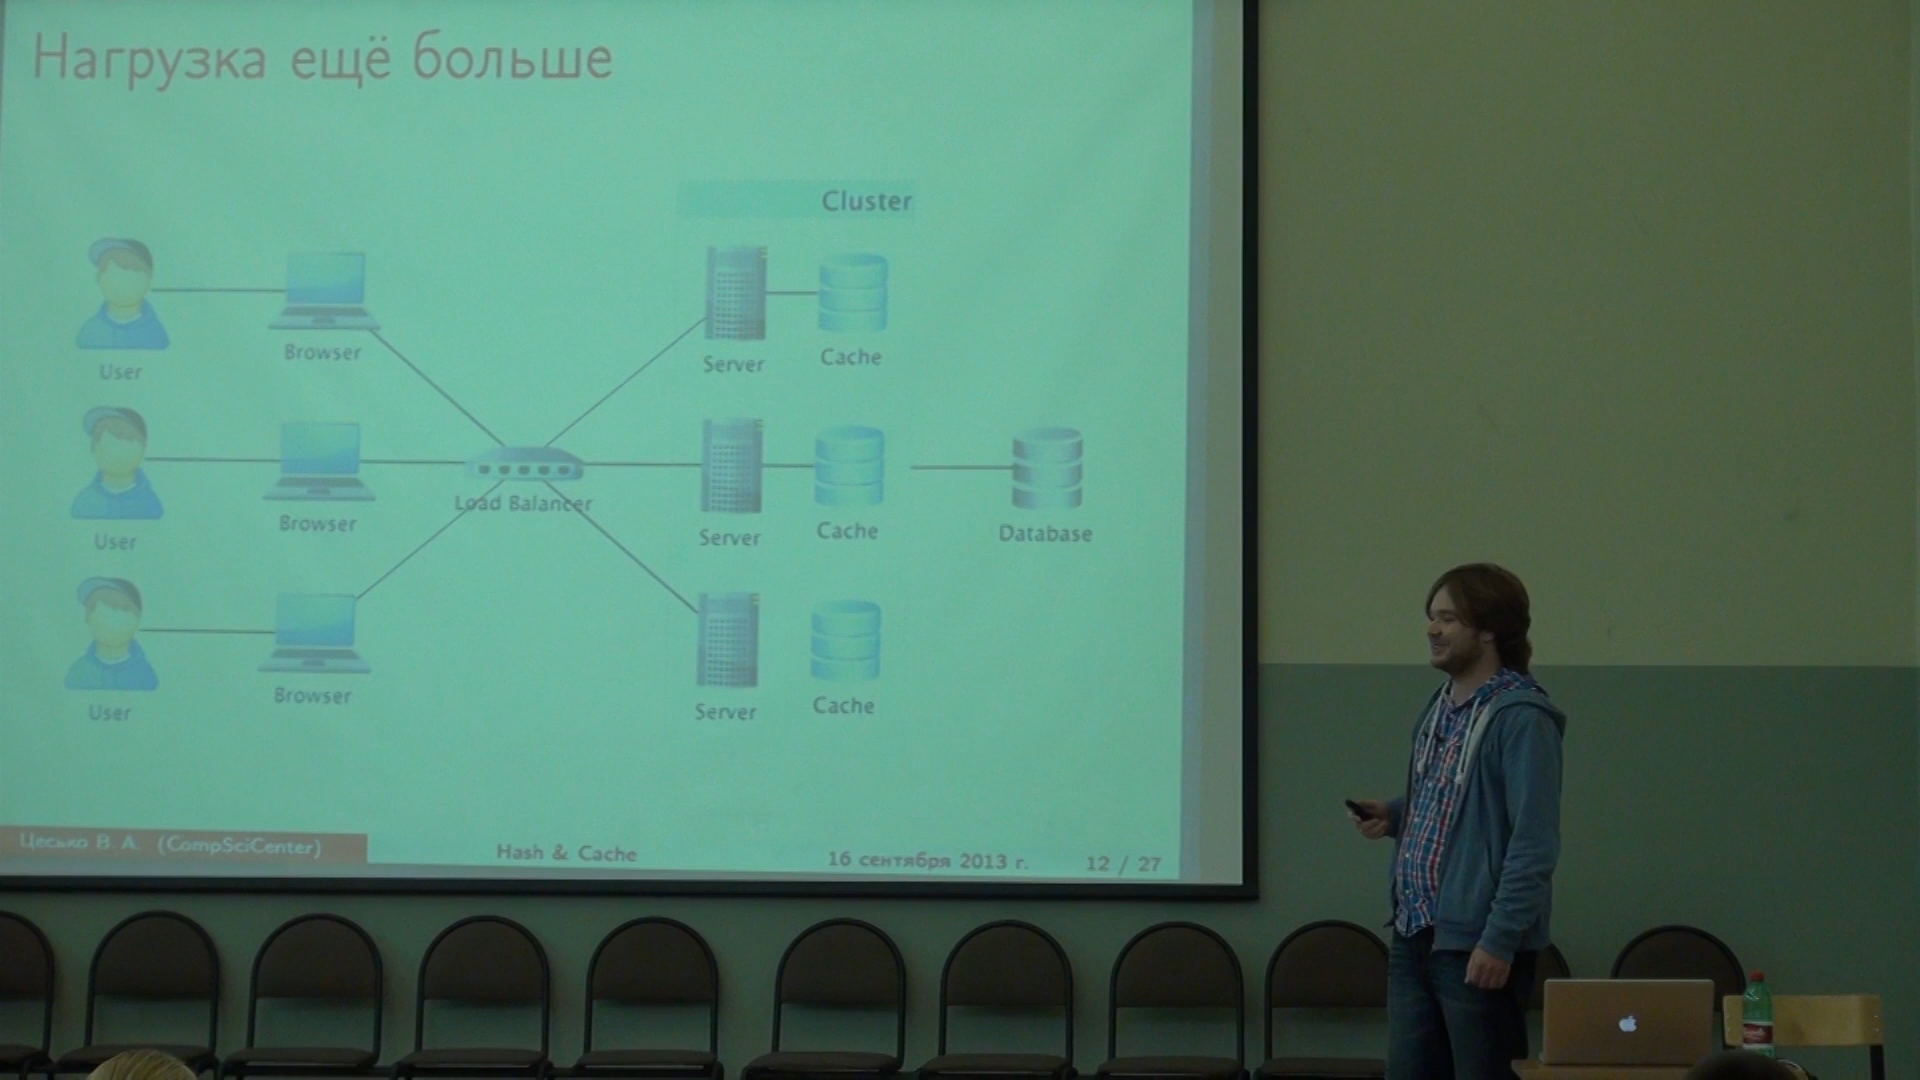 Нагрузка ещё больше
Cluster
User
Browser
Server
Cache
User
Browser
Load Balancer
Server
Cache
Database
User
Browser
Server
Cache
Цесько В. А. (CompSciCenter)
Hash & Cache
16 сентября 2013 г.
12 / 27